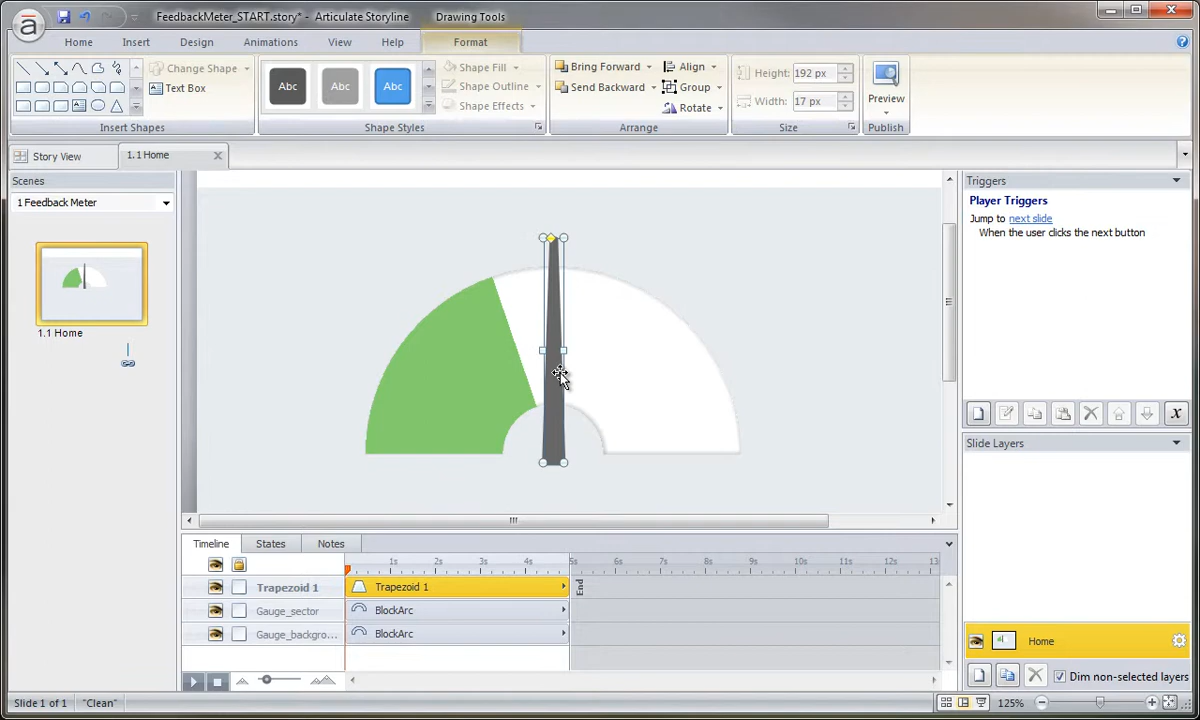 FeedbackMeter_START.story* - Articulate Storyline
Drawing Tools
Home
Insert
Design
Animations
View
Help
Format
Change Shape
Text Box
Insert Shapes
Abc
Abc
Abc
Shape Fill
Shape Outline
Shape Effects
Shape Styles
Bring Forward
Send Backward
Align
Group
Rotate
Arrange
Height: 192 px
Width: 17 px
Size
Preview
Publish
Story View
1.1 Home
Scenes
1 Feedback Meter
1.1 Home
Triggers
Player Triggers
Jump to next slide
When the user clicks the next button
x
Slide Layers
Home
Dim non-selected layers
Timeline
States
Notes
1s 2s 3s 4s 5s 6s 7s 8s 9s 10s 11s 12s 13
Trapezoid 1
Trapezoid 1
End
Gauge_sector
BlockArc
Gauge_backgro...
BlockArc
Slide 1 of 1
"Clean"
125%